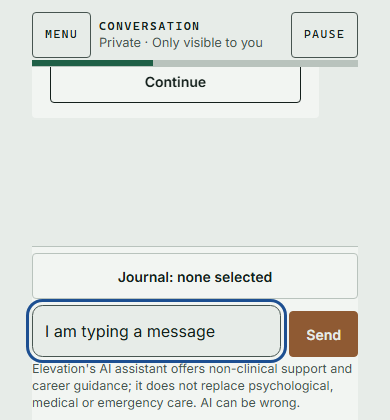 MENU
CONVERSATION
Private · Only visible to you
PAUSE
Continue
Journal: none selected
I am typing a message
Send
Elevation's AI assistant offers non-clinical support and
career guidance; it does not replace psychological,
medical or emergency care. AI can be wrong.